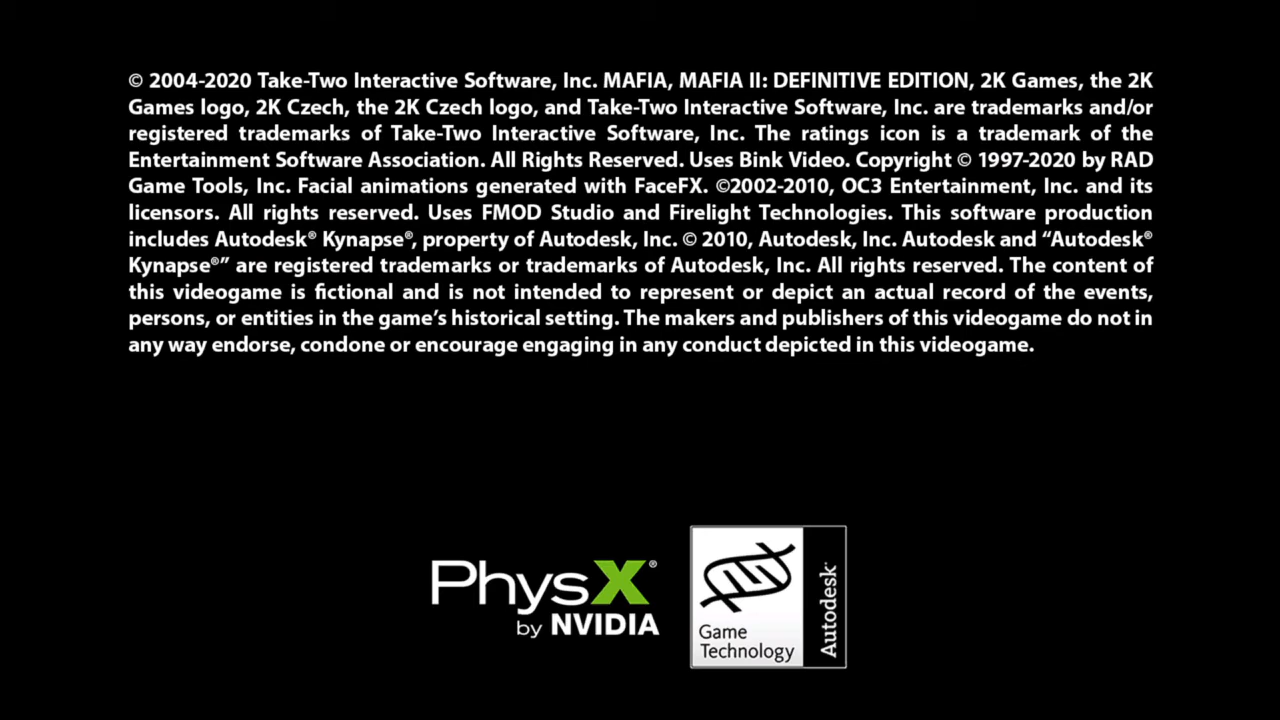 © 2004-2020 Take-Two Interactive Software, Inc. MAFIA, MAFIA II: DEFINITIVE EDITION, 2K Games, the 2K
Games logo, 2K Czech, the 2K Czech logo, and Take-Two Interactive Software, Inc. are trademarks and/or
registered trademarks of Take-Two Interactive Software, Inc. The ratings icon is a trademark of the
Entertainment Software Association. All Rights Reserved. Uses Bink Video. Copyright © 1997-2020 by RAD
Game Tools, Inc. Facial animations generated with FaceFX. ©2002-2010, OC3 Entertainment, Inc. and its
licensors. All rights reserved. Uses FMOD Studio and Firelight Technologies. This software production
includes Autodesk® Kynapse®, property of Autodesk, Inc. © 2010, Autodesk, Inc. Autodesk and “Autodesk®
Kynapse®” are registered trademarks or trademarks of Autodesk, Inc. All rights reserved. The content of
this videogame is fictional and is not intended to represent or depict an actual record of the events,
persons, or entities in the game’s historical setting. The makers and publishers of this videogame do not in
any way endorse, condone or encourage engaging in any conduct depicted in this videogame.
PhysX®
by NVIDIA
Game
Technology
Autodesk®